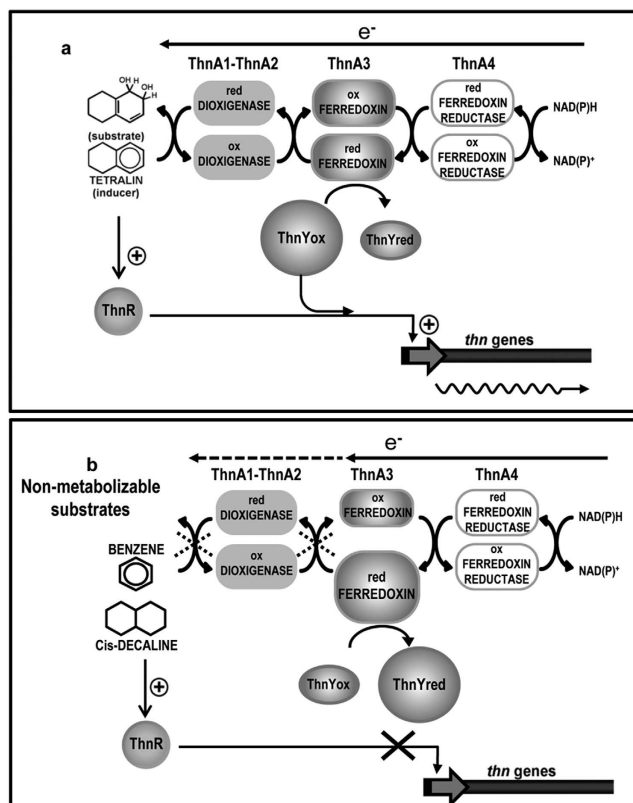 a
e-
ThnA1-ThnA2
ThnA3
ThnA4
OH
H
OH
H
(substrate)
TETRALIN
(inducer)
red
DIOXIGENASE
ox
DIOXIGENASE
ox
FERREDOXIN
red
FERREDOXIN
red
FERREDOXIN
REDUCTASE
ox
FERREDOXIN
REDUCTASE
NAD(P)H
NAD(P)+
ThnYox
ThnYred
+
ThnR
+
thn genes
b
Non-metabolizable
substrates
e-
ThnA1-ThnA2
ThnA3
ThnA4
BENZENE
Cis-DECALINE
red
DIOXIGENASE
ox
DIOXIGENASE
ox
FERREDOXIN
red
FERREDOXIN
red
FERREDOXIN
REDUCTASE
ox
FERREDOXIN
REDUCTASE
NAD(P)H
NAD(P)+
ThnYox
ThnYred
+
ThnR
thn genes